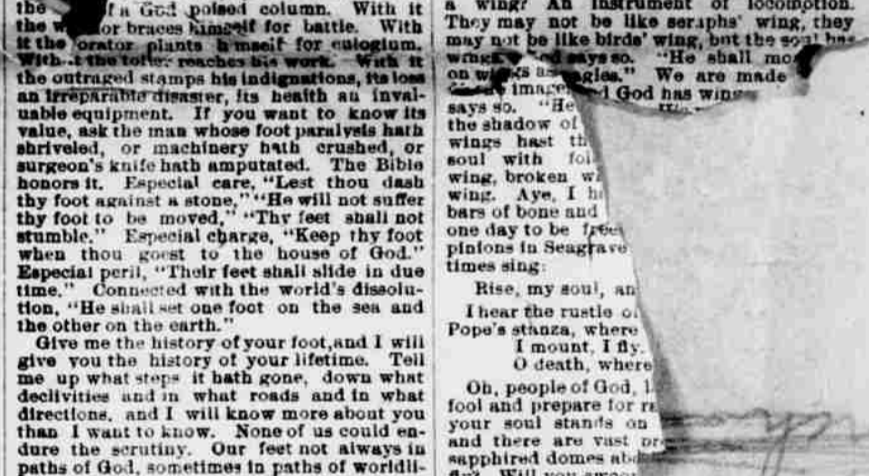 the of a God poised column. With it
the braces himself for battle. With
it the orator plants himself for eulogium.
With it the toiler reaches his work. With it
the outraged stamps his indignations, its loss
an irreparable disaster, its health an inval-
uable equipment. If you want to know its
value, ask the man whose foot paralysis hath
shriveled, or machinery hath crushed, or
surgeon's knife hath amputated. The Bible
honors it. Especial care, "Lest thou dash
thy foot against a stone," "He will not suffer
thy foot to be moved," "Thy feet shall not
stumble." Especial charge, "Keep thy foot
when thou goest to the house of God."
Especial peril, "Their feet shall slide in due
time." Connected with the world's dissolu-
tion, "He shall set one foot on the sea and
the other on the earth."
Give me the history of your foot, and I will
give you the history of your lifetime. Tell
me up what steps it hath gone, down what
declivities and in what roads and in what
directions, and I will know more about you
than I want to know. None of us could en-
dure the scrutiny. Our feet not always in
paths of God, sometimes in paths of worldli-
a wing? An instrument of locomotion.
They may not be like seraphs' wing, they
may not be like birds' wing, but the soul has
wings. says so. "He shall
on wings as eagles." We are made
image God has wings
says so. "He
the shadow of
wings hast
soul with
wing, broken
wing. Aye, I
bars of bone and
one day to be free
pinions in Seagrave
times sing:
Rise, my soul,
I hear the rustle
Pope's stanza, where
I mount, I fly.
O death, where
Oh, people of God,
fool and prepare for
your soul stands on
and there are vast
sapphired domes